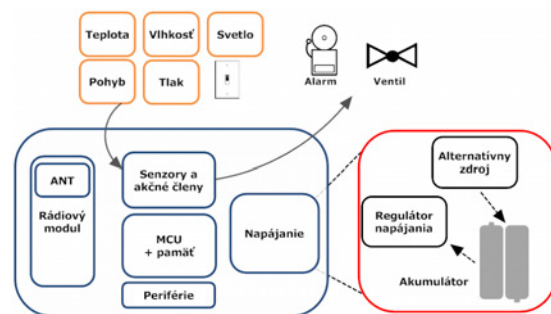 Teplota
Vlhkosť
Svetlo
Pohyb
Tlak
Alarm
Ventil
ANT
Rádiový
modul
Senzory a
akčné členy
MCU
+ pamäť
Periférie
Napájanie
Alternatívny
zdroj
Regulátor
napájania
Akumulátor